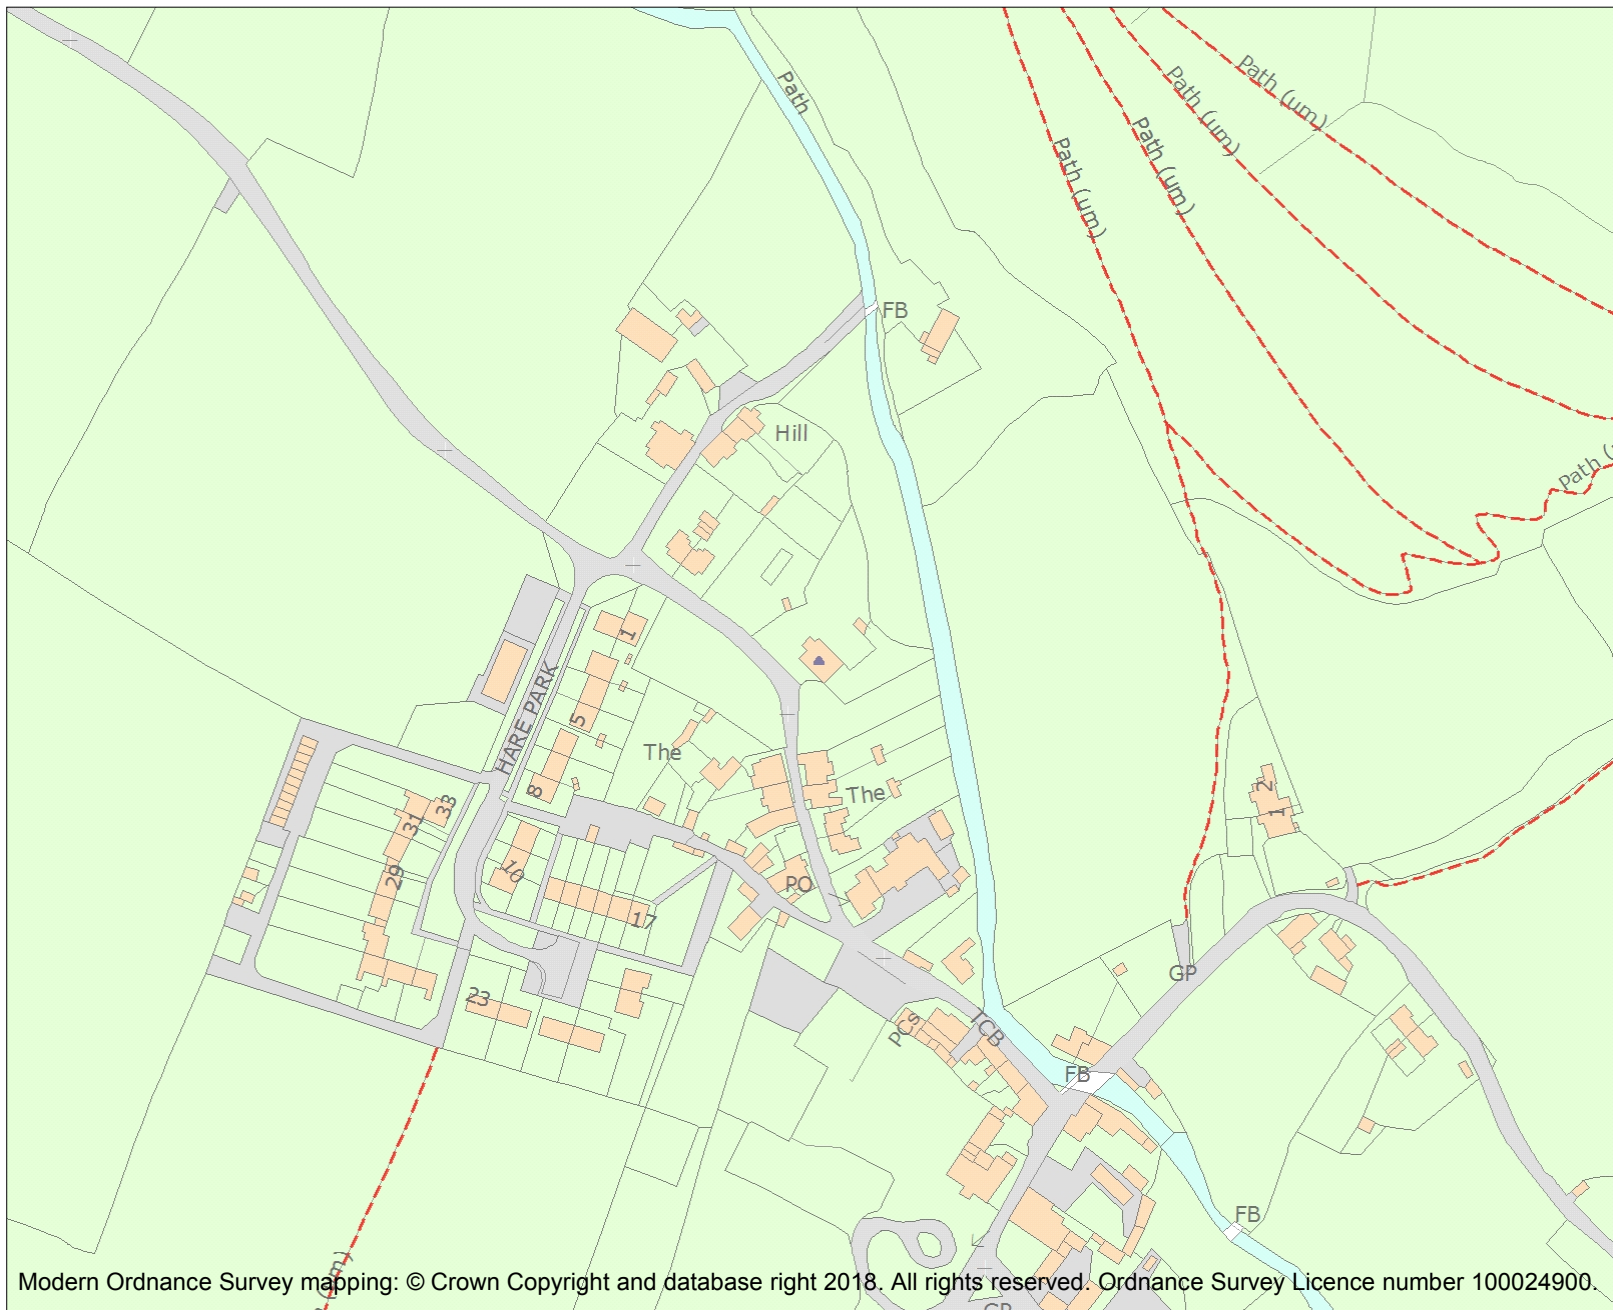 Path
Path (um)
Path (um)
Path (um)
Path (um)
FB
Hill
Path
1
HARE PARK
5
The
8
The
2
1
33
31
29
10
PO
17
GP
23
PCs
TCB
FB
FB
(um)
Modern Ordnance Survey mapping: © Crown Copyright and database right 2018. All rights reserved. Ordnance Survey Licence number 100024900.